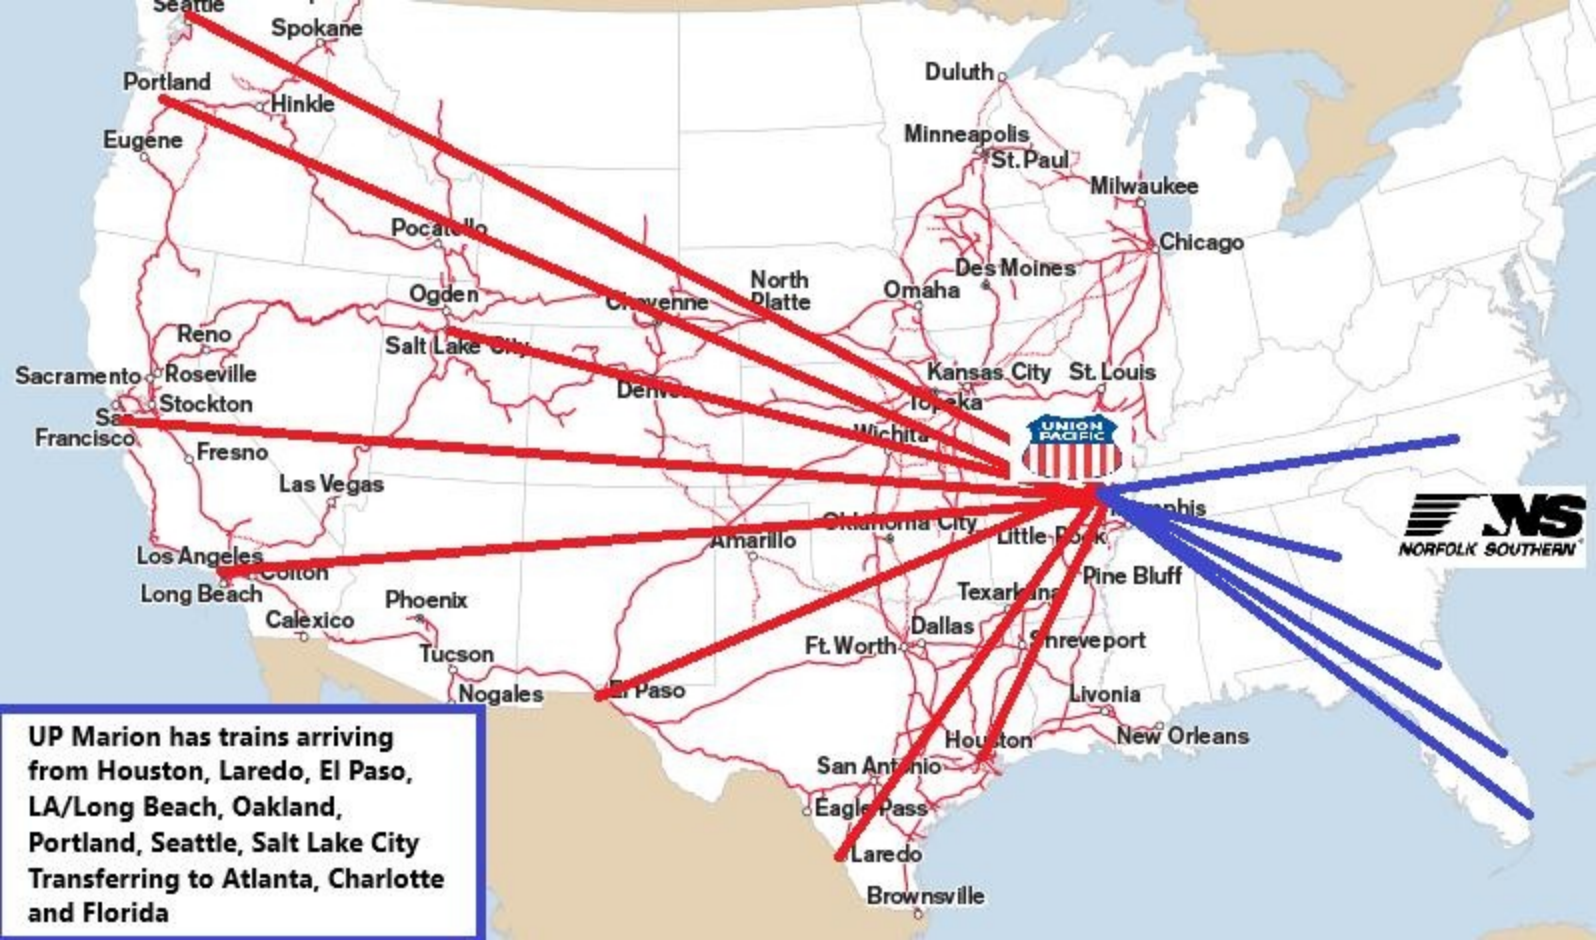 Seattle
Spokane
Portland
Hinkle
Eugene
Duluth
Minneapolis
St. Paul
Milwaukee
Chicago
Pocatello
Ogden
Cheyenne
North
Platte
Omaha
Des Moines
Reno
Salt Lake City
Sacramento
Roseville
Stockton
San
Francisco
Denver
Kansas City
St. Louis
Topeka
UNION
PACIFIC
Wichita
Fresno
Las Vegas
Memphis
NS
NORFOLK SOUTHERN
Oklahoma City
Little Rock
Amarillo
Los Angeles
Colton
Long Beach
Pine Bluff
Phoenix
Texarkana
Calexico
Dallas
Ft. Worth
Shreveport
Tucson
Nogales
El Paso
Livonia
New Orleans
Houston
San Antonio
Eagle Pass
Laredo
Brownsville
UP Marion has trains arriving
from Houston, Laredo, El Paso,
LA/Long Beach, Oakland,
Portland, Seattle, Salt Lake City
Transferring to Atlanta, Charlotte
and Florida